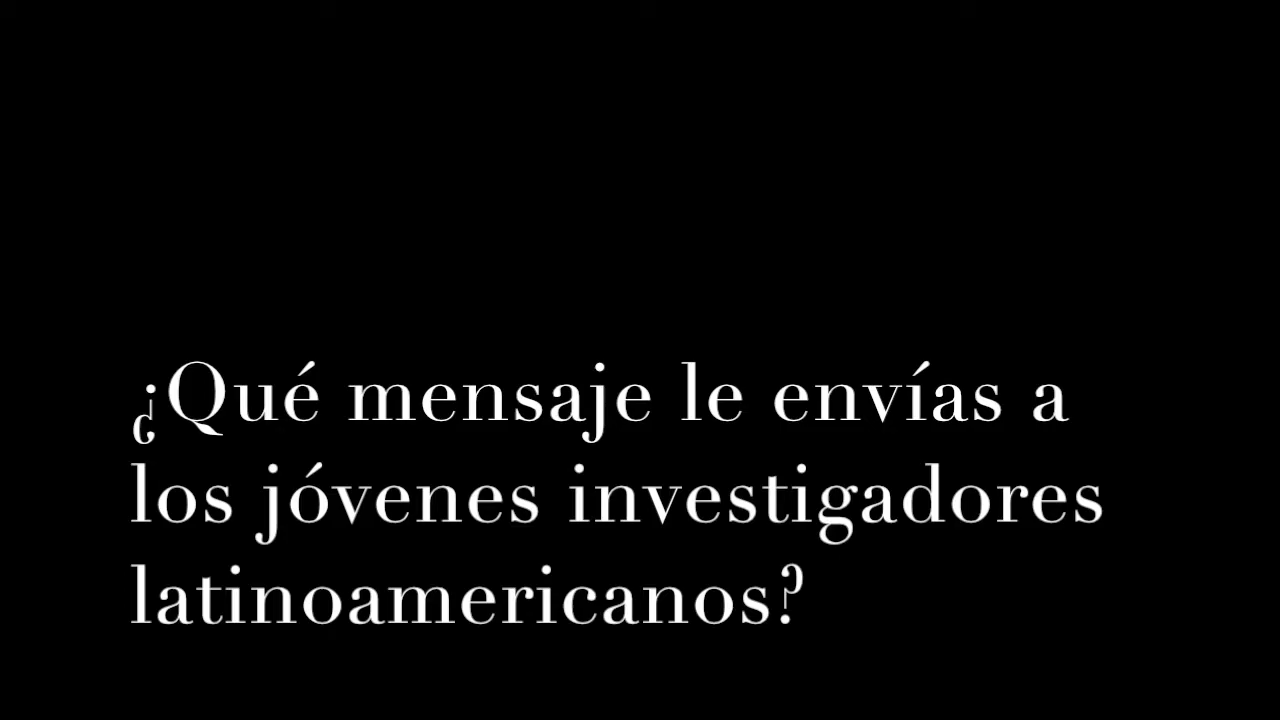 ¿Qué mensaje le envías a
los jóvenes investigadores
latinoamericanos?